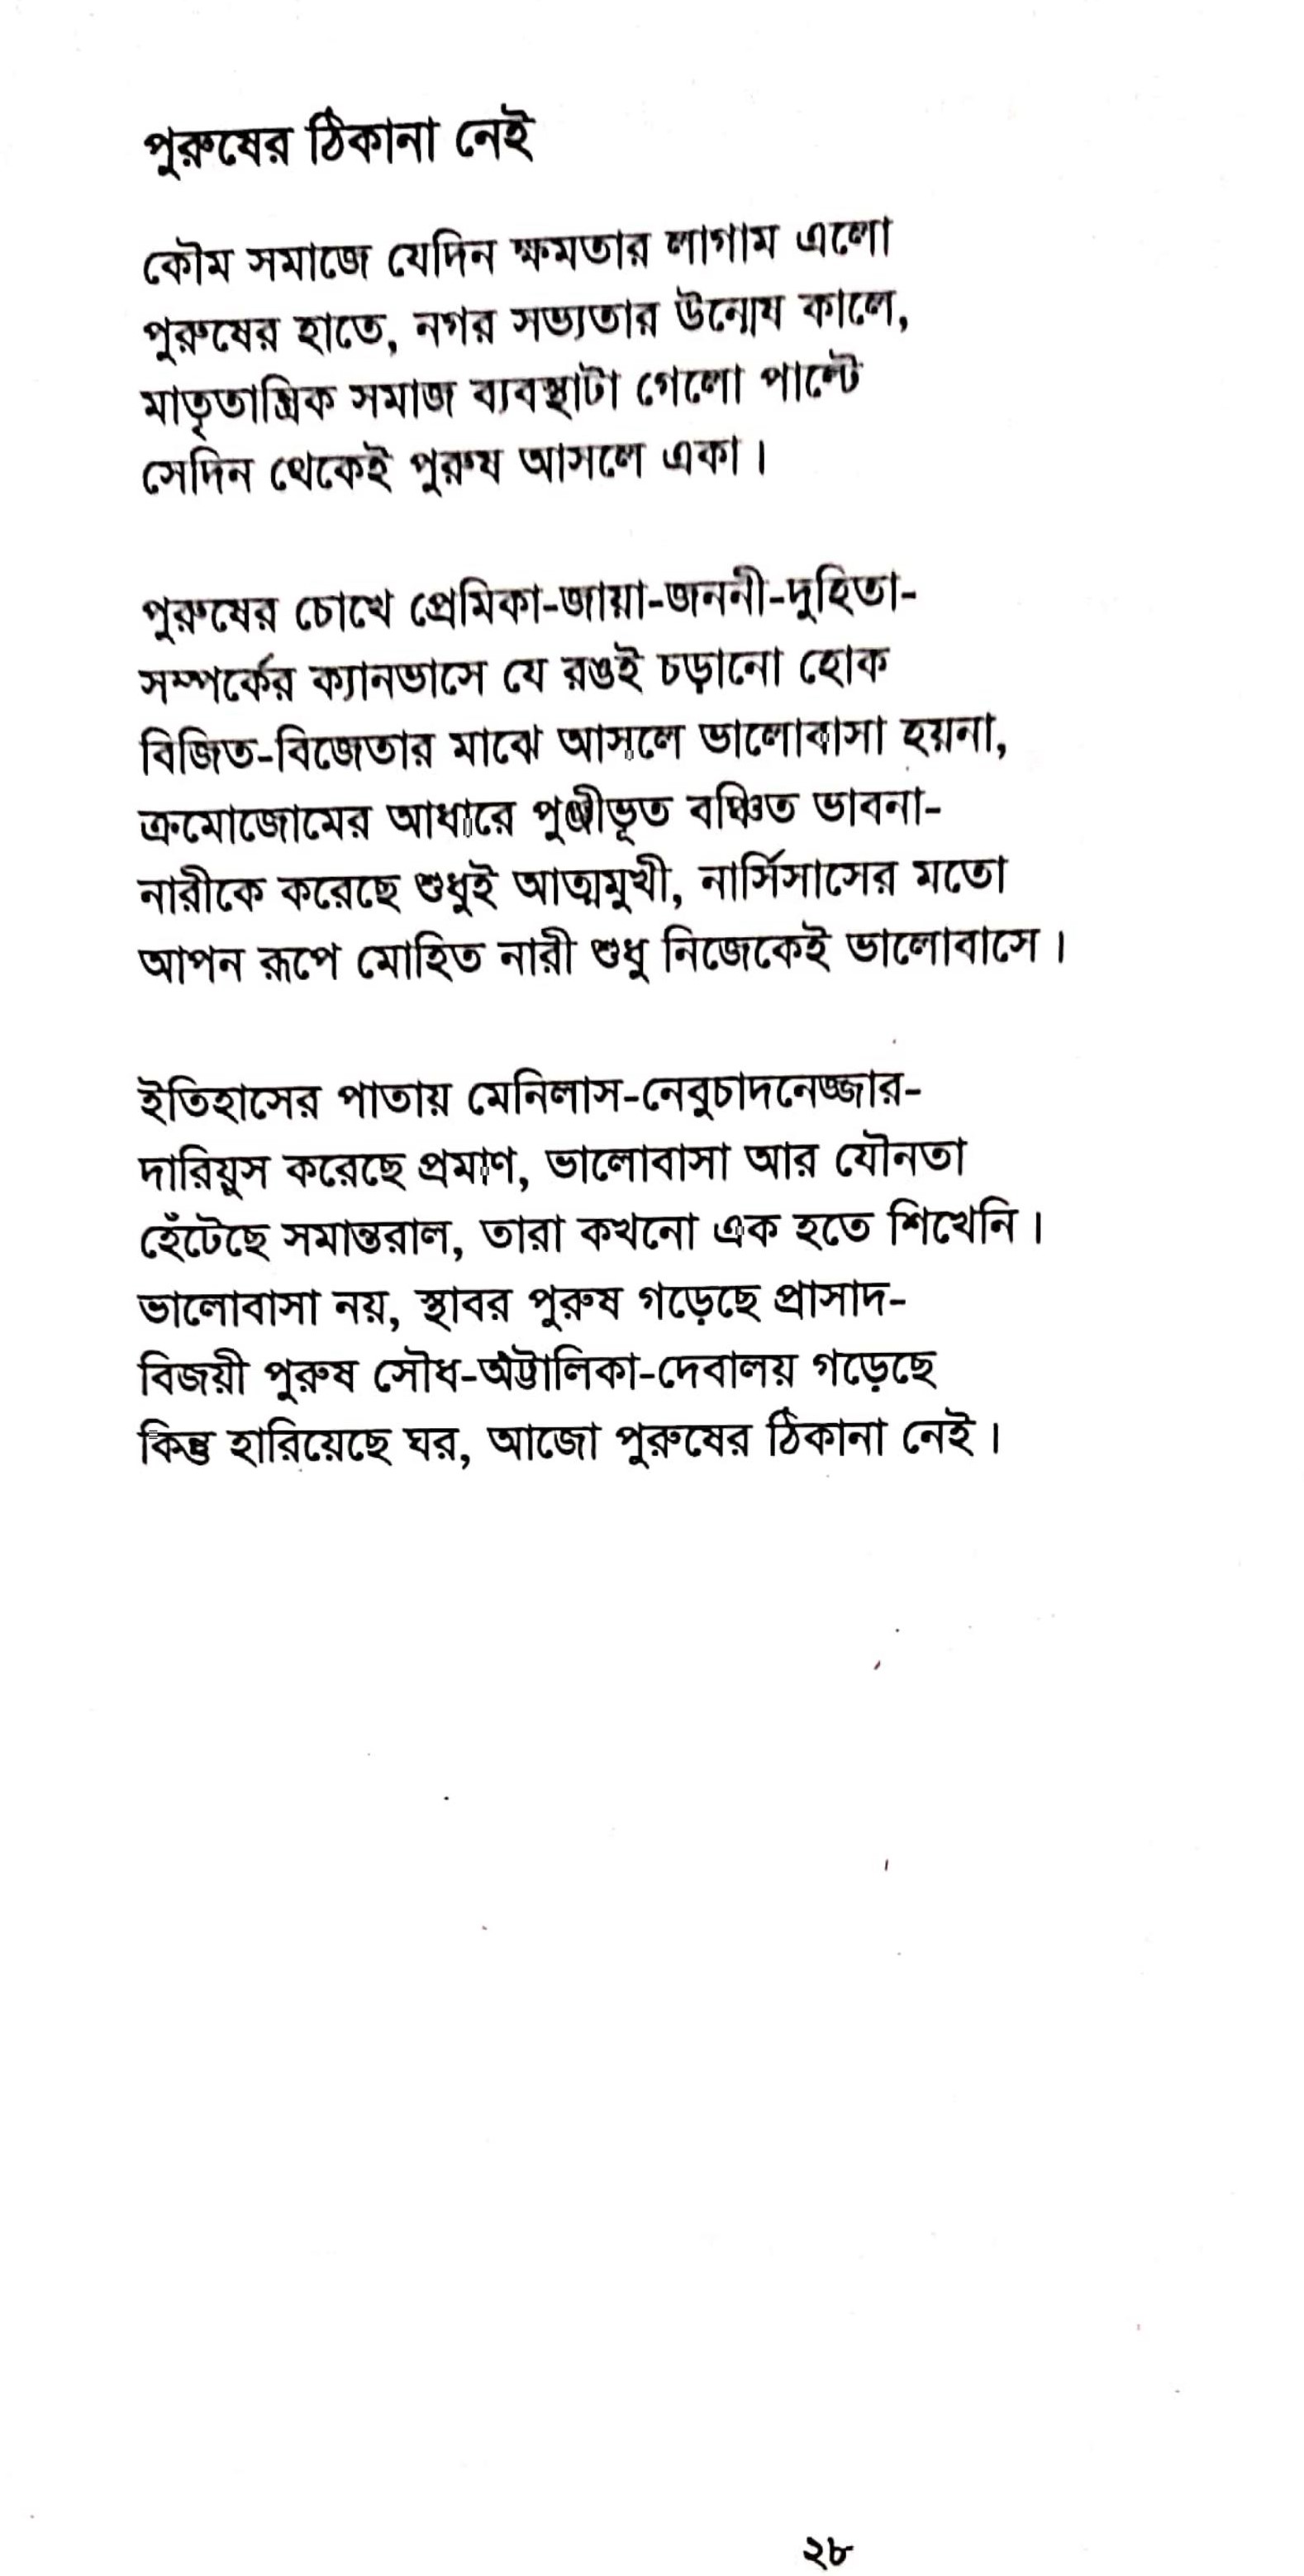 পুরুষের ঠিকানা নেই
কৌম সমাজে যেদিন ক্ষমতার লাগাম এলো
পুরুষের হাতে, নগর সভ্যতার উন্মেষ কালে,
মাতৃতান্ত্রিক সমাজ ব্যবস্থাটা গেলো পাল্টে
সেদিন থেকেই পুরুষ আসলে একা।
পুরুষের চোখে প্রেমিকা-জায়া-জননী-দুহিতা-
সম্পর্কের ক্যানভাসে যে রঙই চড়ানো হোক
বিজিত-বিজেতার মাঝে আসলে ভালোবাসা হয়না,
ক্রমোজোমের আধারে পুঞ্জীভূত বঞ্চিত ভাবনা-
নারীকে করেছে শুধুই আত্মমুখী, নার্সিসাসের মতো
আপন রূপে মোহিত নারী শুধু নিজেকেই ভালোবাসে।
ইতিহাসের পাতায় মেনিলাস-নেবুচাদনেজ্জার-
দারিয়ুস করেছে প্রমাণ, ভালোবাসা আর যৌনতা
হেঁটেছে সমান্তরাল, তারা কখনো এক হতে শিখেনি।
ভালোবাসা নয়, স্থাবর পুরুষ গড়েছে প্রাসাদ-
বিজয়ী পুরুষ সৌধ-অট্টালিকা-দেবালয় গড়েছে
কিন্তু হারিয়েছে ঘর, আজো পুরুষের ঠিকানা নেই।
২৮